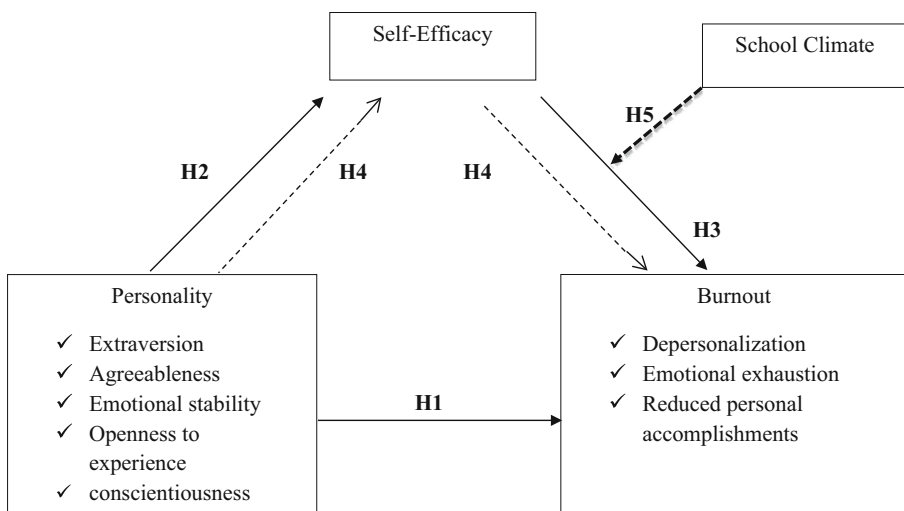 Self-Efficacy
School Climate
H5
H2
H4
H4
H3
Personality
✓ Extraversion
✓ Agreeableness
✓ Emotional stability
✓ Openness to
experience
✓ conscientiousness
H1
Burnout
✓ Depersonalization
✓ Emotional exhaustion
✓ Reduced personal
accomplishments